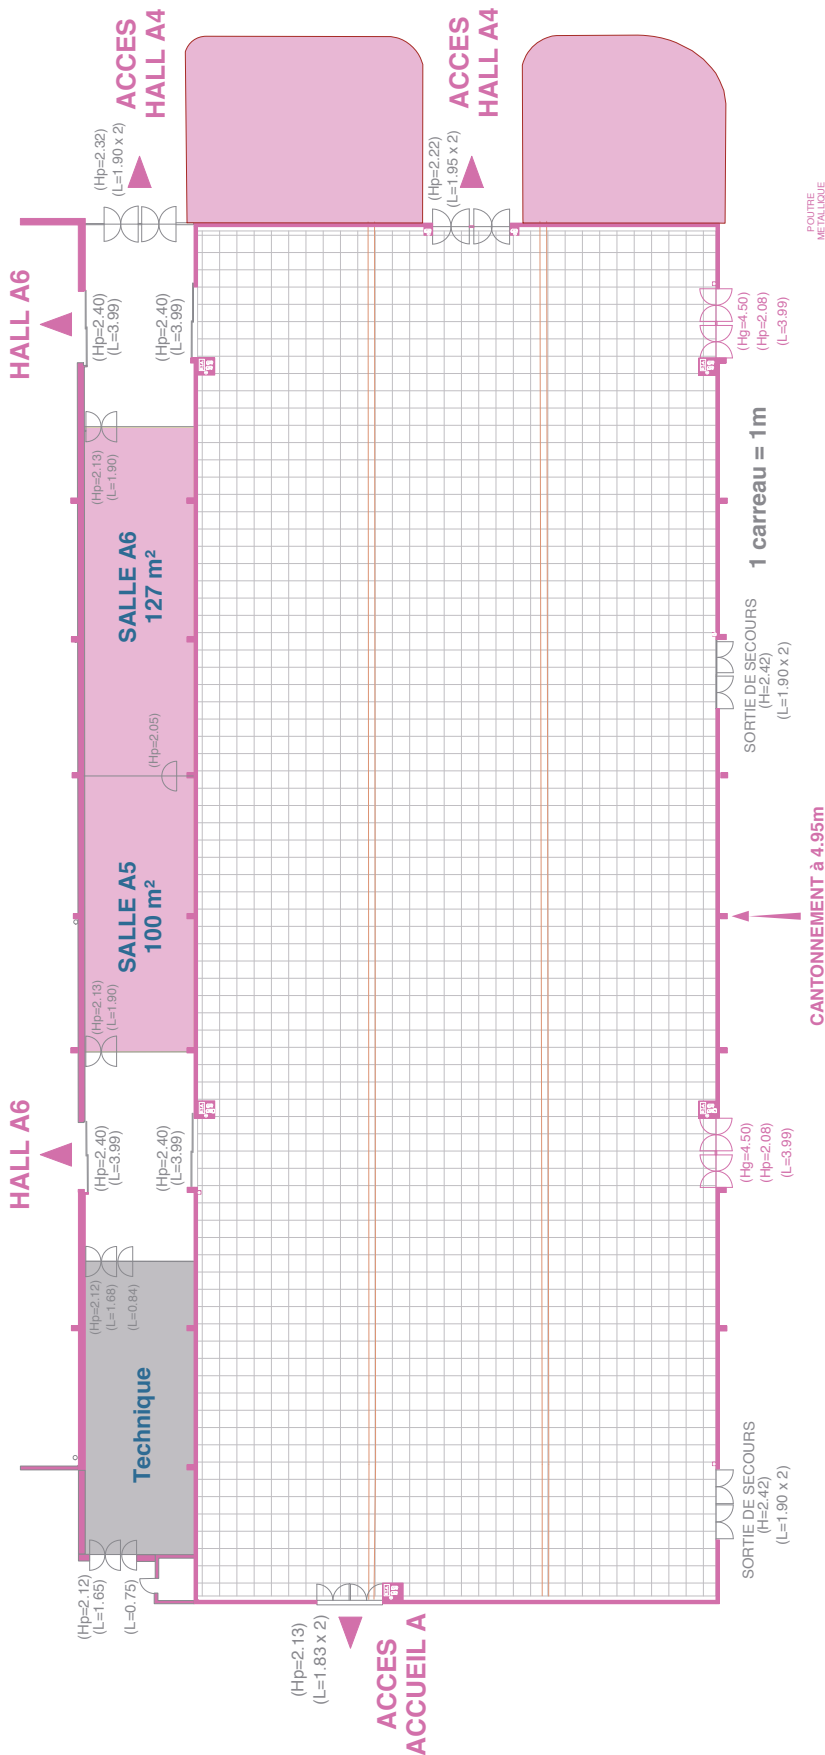 ACCES
HALL A4
ACCES
HALL A4
(Hp=2.32)
(L=1.90 x 2)
(Hp=2.22)
(L=1.95 x 2)
POUTRE
METALLIQUE
HALL A6
(Hp=2.40)
(L=3.99)
(Hp=2.40)
(L=3.99)
(Hg=4.50)
(Hp=2.08)
(L=3.99)
(Hp=2.13)
(L=1.90)
1 carreau = 1m
SALLE A6
127 m²
SORTIE DE SECOURS
(H=2.42)
(L=1.90 x 2)
(Hp=2.05)
SALLE A5
100 m²
CANTONNEMENT à 4.95m
(Hp=2.13)
(L=1.90)
HALL A6
(Hp=2.40)
(L=3.99)
(Hp=2.40)
(L=3.99)
(Hg=4.50)
(Hp=2.08)
(L=3.99)
(Hp=2.12)
(L=1.68)
(L=0.84)
Technique
SORTIE DE SECOURS
(H=2.42)
(L=1.90 x 2)
(Hp=2.12)
(L=1.65)
(L=0.75)
(Hp=2.13)
(L=1.83 x 2)
ACCES
ACCUEIL A